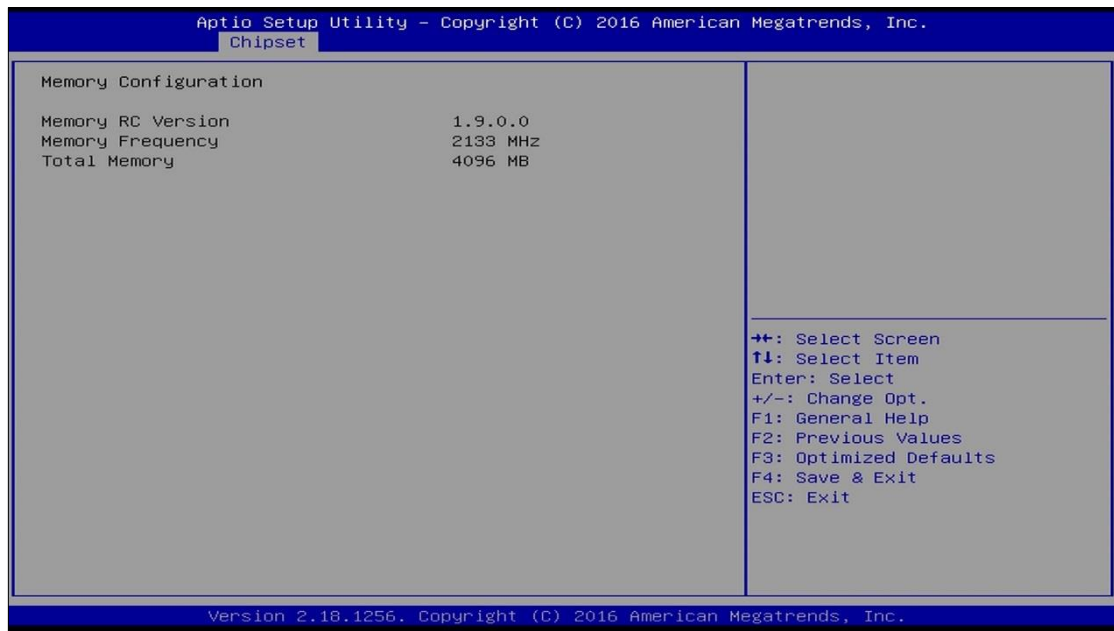 Aptio Setup Utility – Copyright (C) 2016 American Megatrends, Inc.
Chipset
Memory Configuration
Memory RC Version 1.9.0.0
Memory Frequency 2133 MHz
Total Memory 4096 MB
→←: Select Screen
↑↓: Select Item
Enter: Select
+/-: Change Opt.
F1: General Help
F2: Previous Values
F3: Optimized Defaults
F4: Save & Exit
ESC: Exit
Version 2.18.1256. Copyright (C) 2016 American Megatrends, Inc.